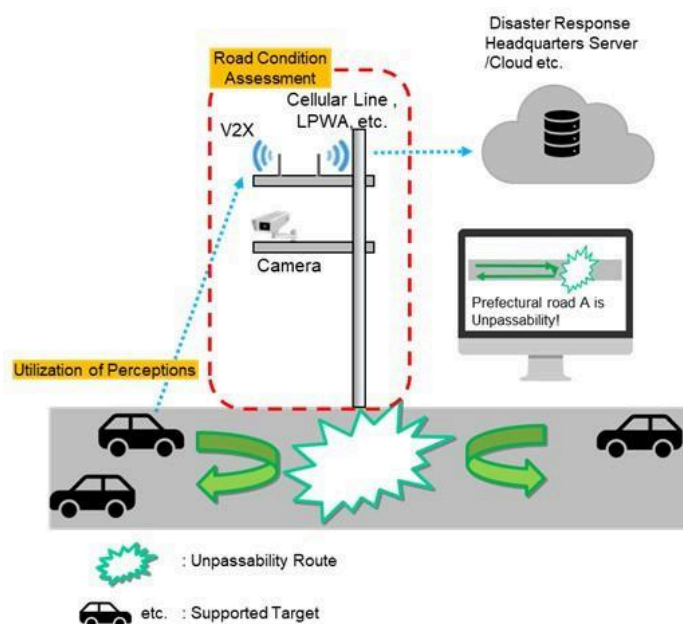 Road Condition
Assessment
Disaster Response
Headquarters Server
/Cloud etc.
Cellular Line ,
LPWA, etc.
V2X
Camera
Prefectural road A is
Unpassability!
Utilization of Perceptions
: Unpassability Route
etc. : Supported Target